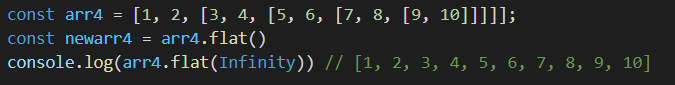 const arr4 = [1, 2, [3, 4, [5, 6, [7, 8, [9, 10]]]]];
const newarr4 = arr4.flat()
console.log(arr4.flat(Infinity)) // [1, 2, 3, 4, 5, 6, 7, 8, 9, 10]